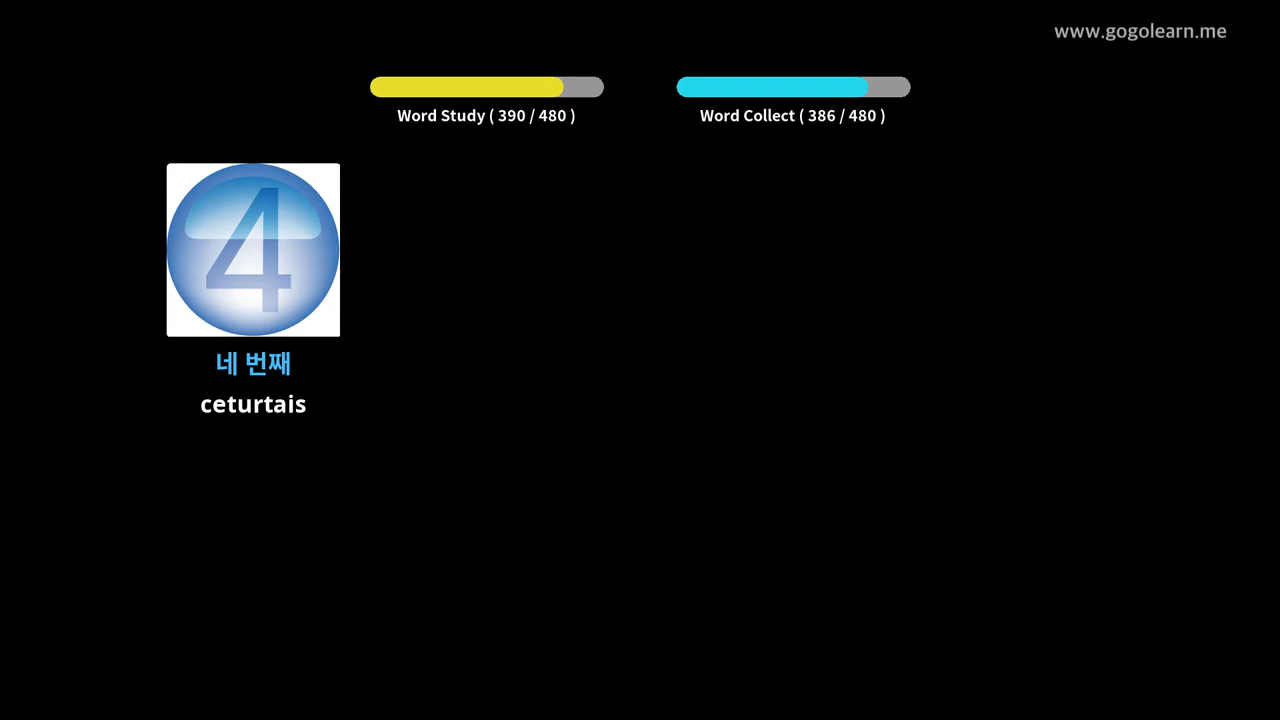 www.gogolearn.me
Word Study ( 390 / 480 )
Word Collect ( 386 / 480 )
4
네 번째
ceturtais